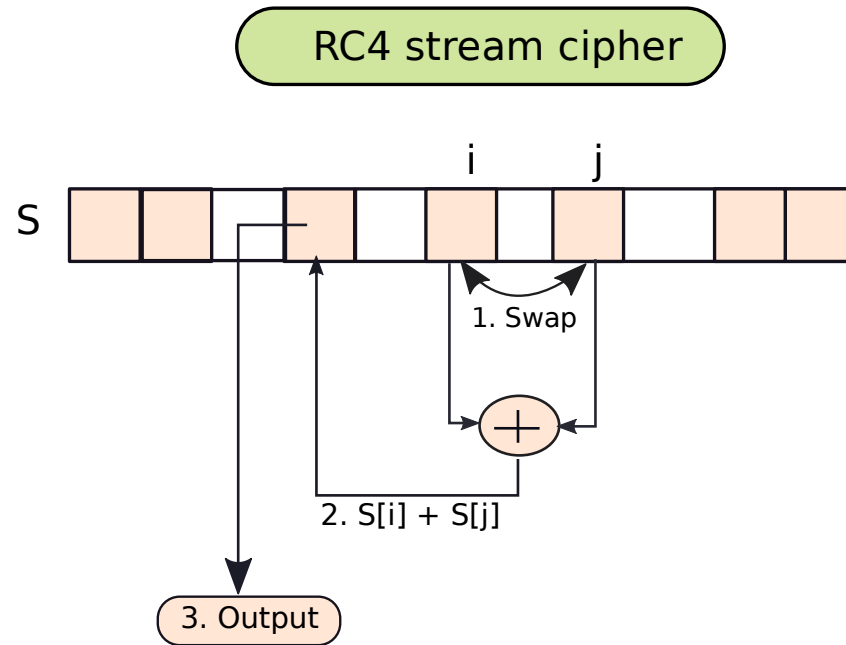 RC4 stream cipher
i
j
S
1. Swap
+
2. S[i] + S[j]
3. Output